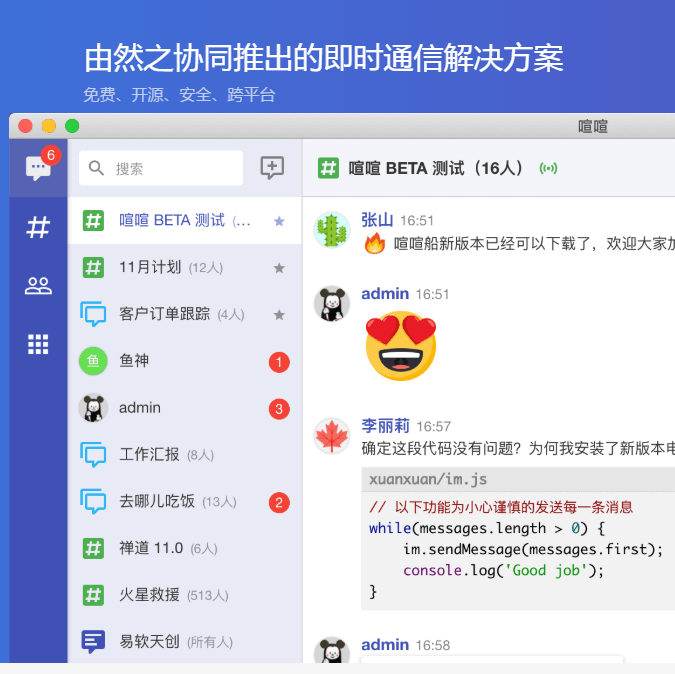 由然之协同推出的即时通信解决方案
免费、开源、安全、跨平台
喧喧
6
搜索
喧喧 BETA 测试 (...
11月计划 (12人)
客户订单跟踪 (4人)
鱼 鱼神 1
admin 3
工作汇报 (8人)
去哪儿吃饭 (13人) 2
禅道 11.0 (6人)
火星救援 (513人)
易软天创 (所有人)
喧喧 BETA 测试（16人）
张山 16:51
喧喧船新版本已经可以下载了，欢迎大家加
admin 16:51
李丽莉 16:57
确定这段代码没有问题？为何我安装了新版本电
xuanxuan/im.js
// 以下功能为小心谨慎的发送每一条消息
while(messages.length > 0) {
im.sendMessage(messages.first);
console.log('Good job');
}
admin 16:58